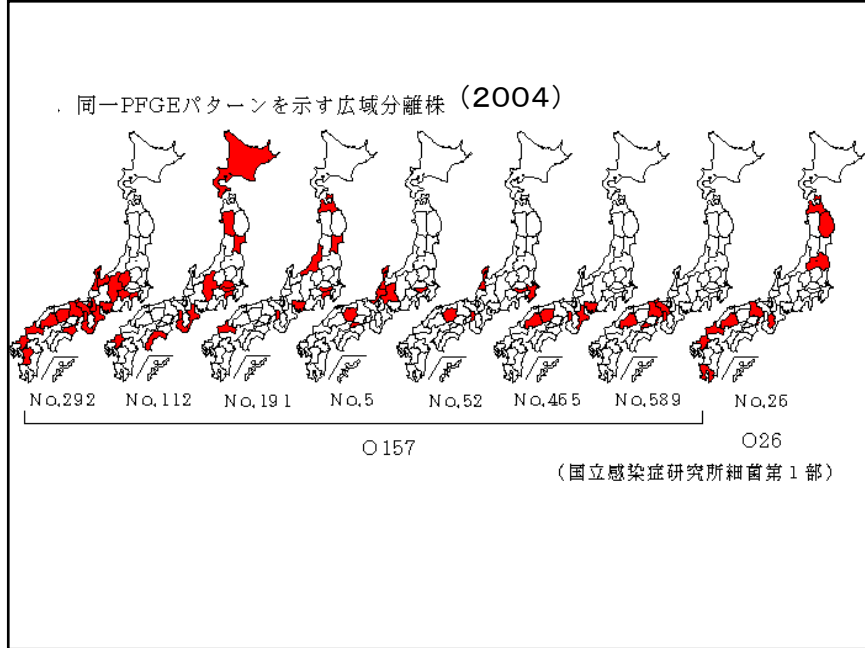 . 同一PFGEパターンを示す広域分離株 (2004)
No.292 No.112 No.191 No.5 No.52 No.465 No.589 No.26
O157
O26
(国立感染症研究所細菌第1部)